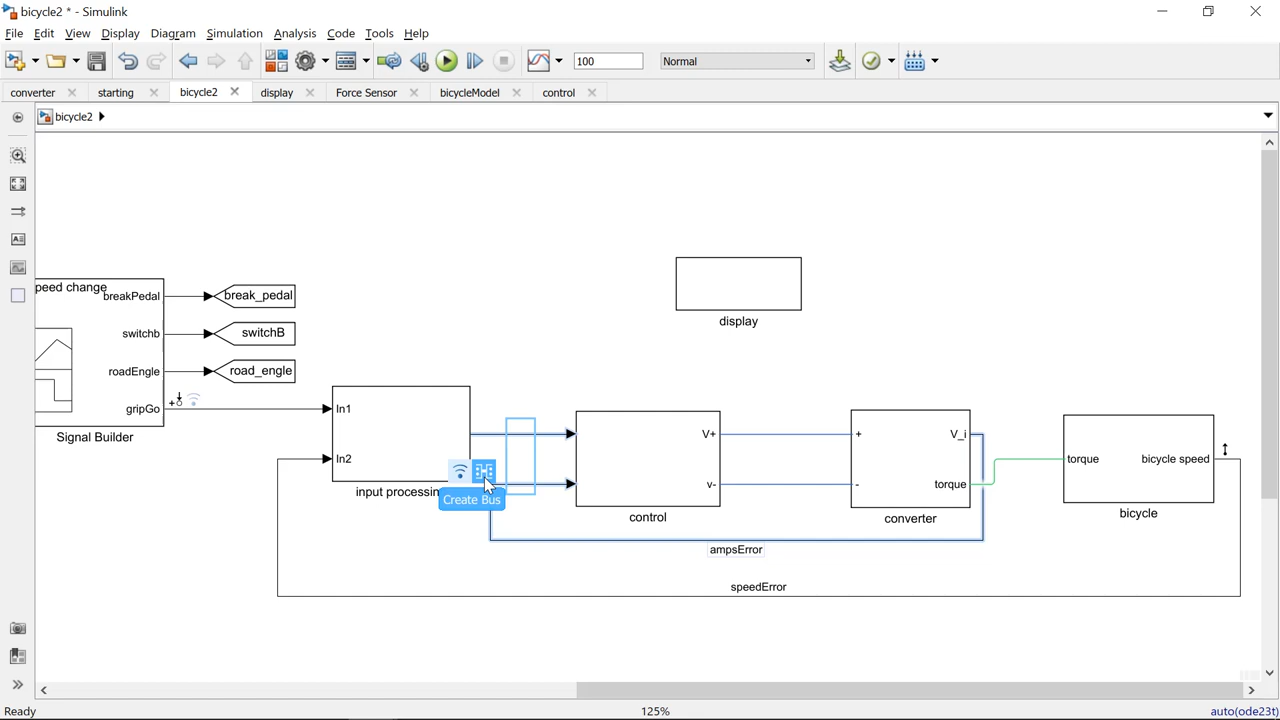 bicycle2 * - Simulink
File Edit View Display Diagram Simulation Analysis Code Tools Help
100 Normal
converter starting bicycle2 display Force Sensor bicycleModel control
bicycle2
display
peed change
breakPedal
break_pedal
switchb
switchB
roadEngle
road_engle
gripGo
Signal Builder
In1
In2
input processin
Create Bus
V+
v-
control
+
-
V_i
torque
converter
torque
bicycle speed
bicycle
ampsError
speedError
Ready 125% auto(ode23t)